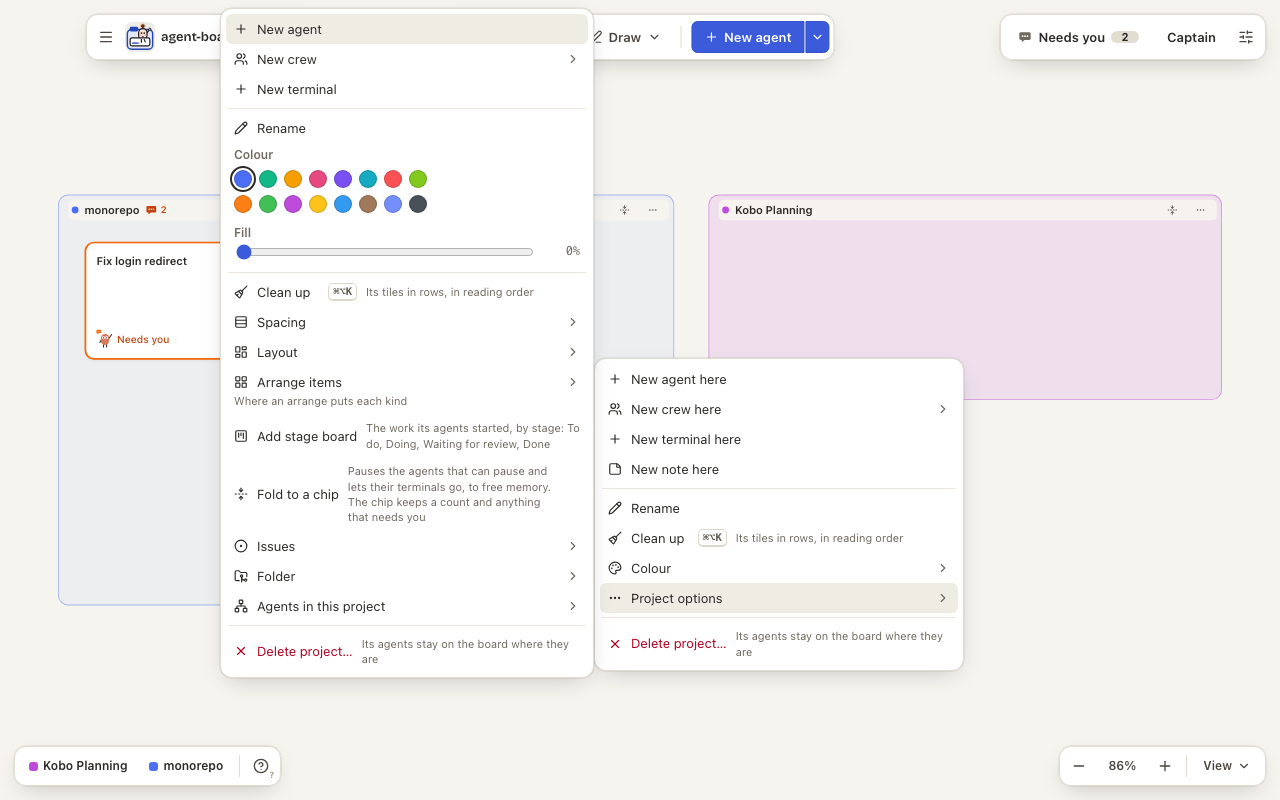 agent-boa
Draw
New agent
Needs you 2
Captain
New agent
New crew
New terminal
Rename
Colour
Fill
0%
Clean up ⌘⌥K Its tiles in rows, in reading order
Spacing
Layout
Arrange items
Where an arrange puts each kind
Add stage board
The work its agents started, by stage: To
do, Doing, Waiting for review, Done
Fold to a chip
Pauses the agents that can pause and
lets their terminals go, to free memory.
The chip keeps a count and anything
that needs you
Issues
Folder
Agents in this project
Delete project...
Its agents stay on the board where they
are
monorepo 2
Fix login redirect
Needs you
Kobo Planning
New agent here
New crew here
New terminal here
New note here
Rename
Clean up ⌘⌥K Its tiles in rows, in reading order
Colour
Project options
Delete project...
Its agents stay on the board where they
are
Kobo Planning
monorepo
?
86%
View